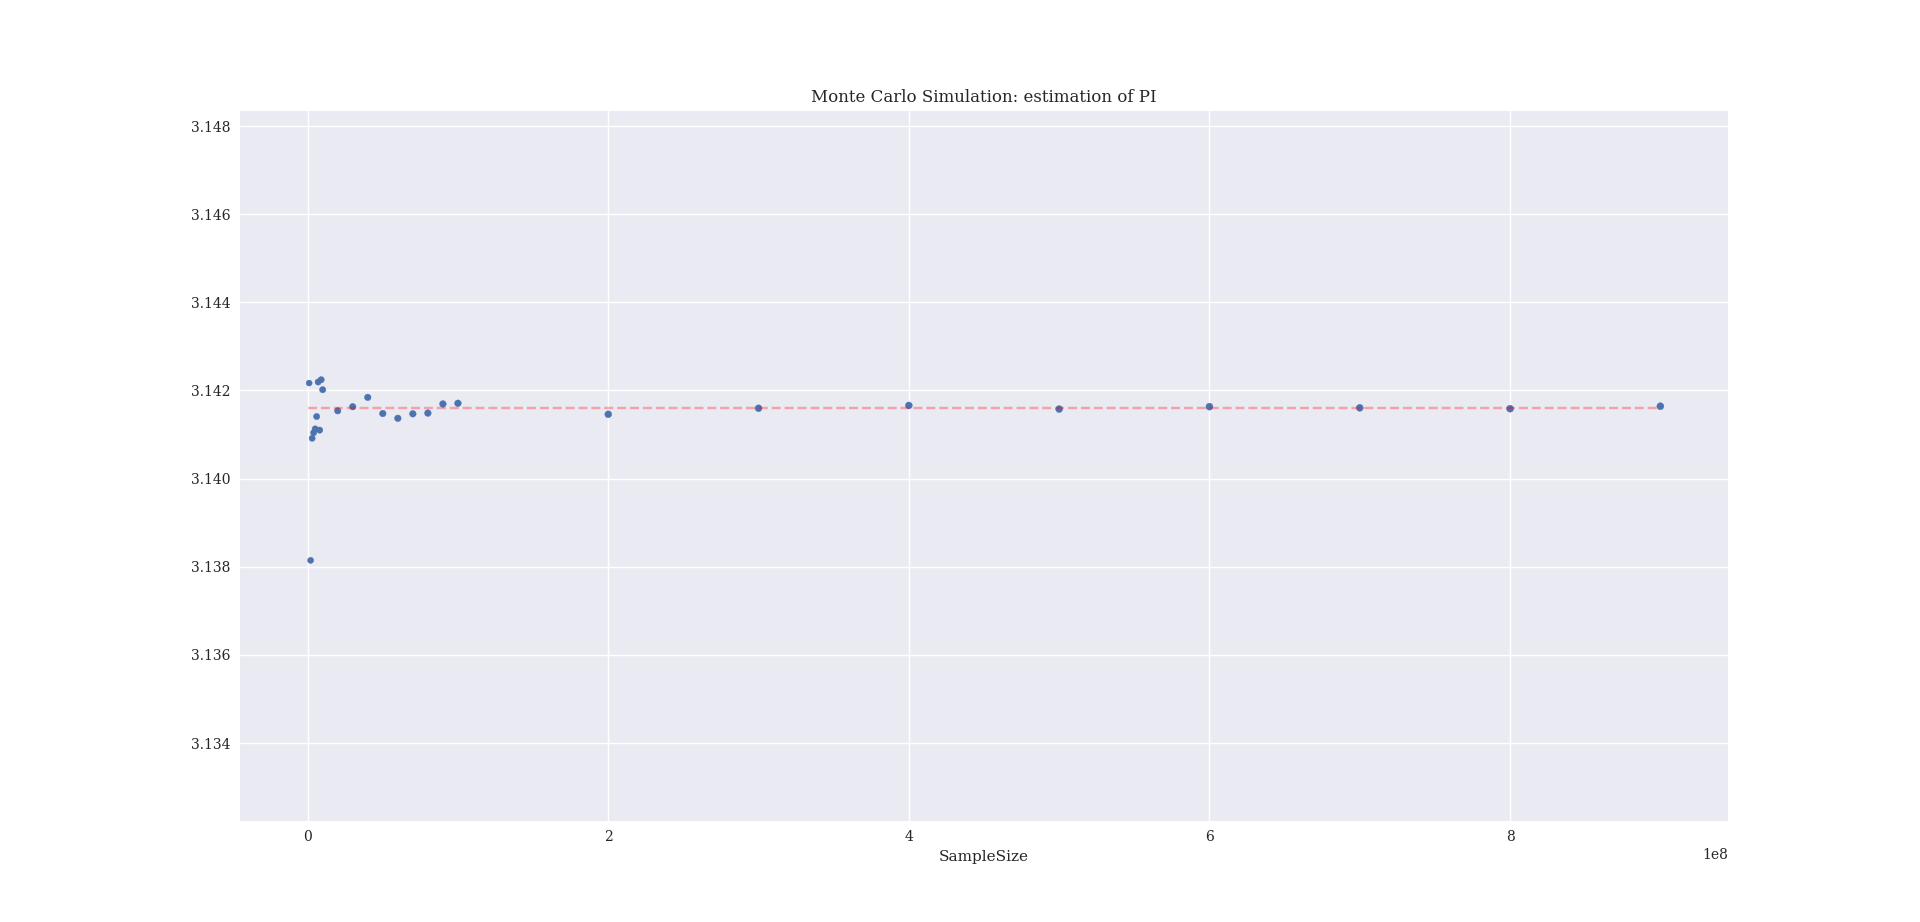 Monte Carlo Simulation: estimation of PI
3.148
3.146
3.144
3.142
3.140
3.138
3.136
3.134
0 2 4 6 8
SampleSize
1e8